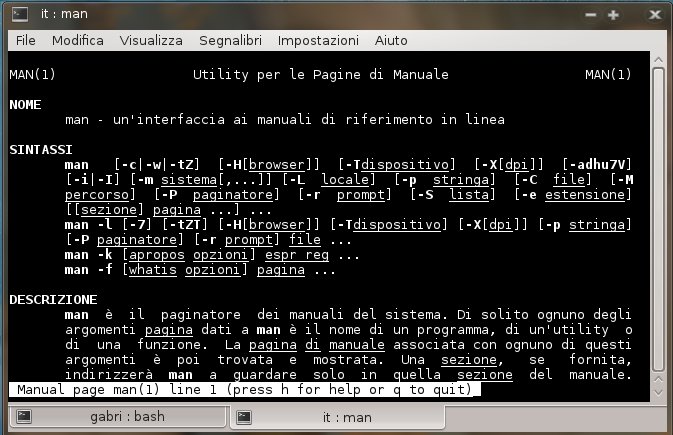 it : man
File Modifica Visualizza Segnalibri Impostazioni Aiuto
MAN(1) Utility per le Pagine di Manuale MAN(1)
NOME
man - un'interfaccia ai manuali di riferimento in linea
SINTASSI
man [-c|-w|-tZ] [-H[browser]] [-Tdispositivo] [-X[dpi]] [-adhu7V]
[-i|-I] [-m sistema[,...]] [-L locale] [-p stringa] [-C file] [-M
percorso] [-P paginatore] [-r prompt] [-S lista] [-e estensione]
[[sezione] pagina ...] ...
man -l [-7] [-tZT] [-H[browser]] [-Tdispositivo] [-X[dpi]] [-p stringa]
[-P paginatore] [-r prompt] file ...
man -k [apropos opzioni] espr_reg ...
man -f [whatis opzioni] pagina ...
DESCRIZIONE
man è il paginatore dei manuali del sistema. Di solito ognuno degli
argomenti pagina dati a man è il nome di un programma, di un'utility o
di una funzione. La pagina di manuale associata con ognuno di questi
argomenti è poi trovata e mostrata. Una sezione, se fornita,
indirizzerà man a guardare solo in quella sezione del manuale.
Manual page man(1) line 1 (press h for help or q to quit)
gabri : bash it : man